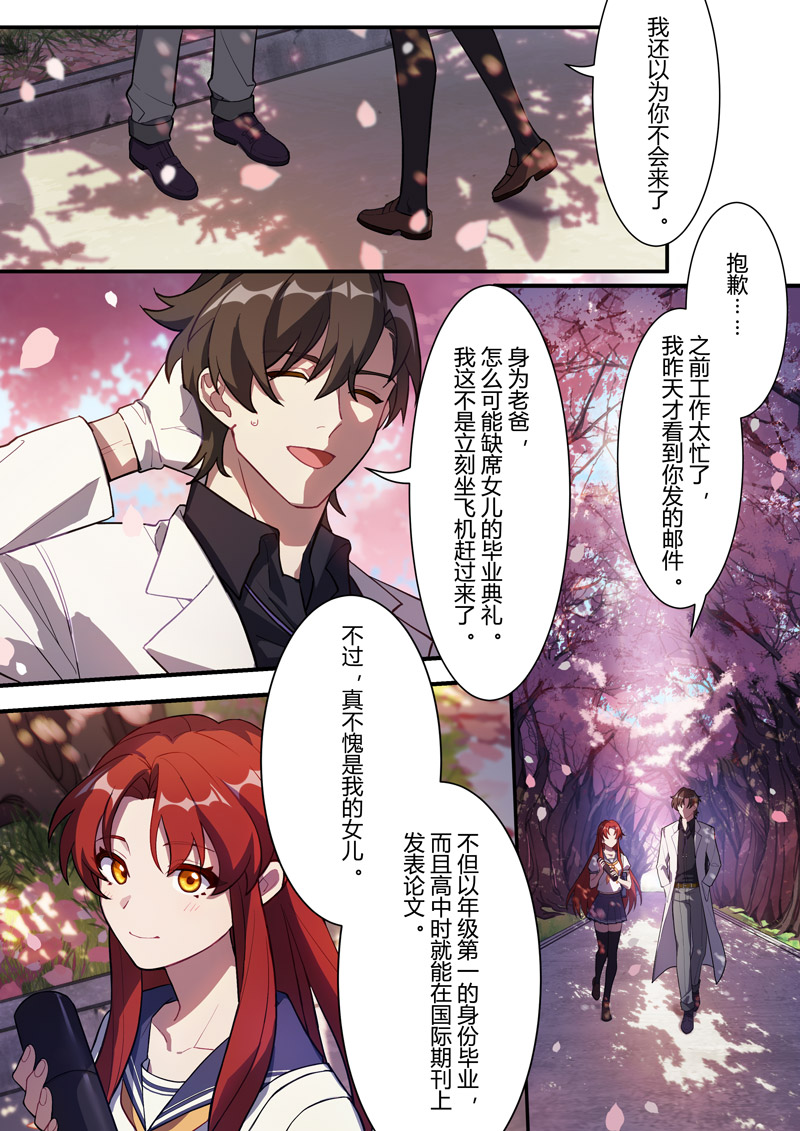 我还以为你不会来了。
抱歉……
之前工作太忙了，
我昨天才看到你发的邮件。
身为老爸，
怎么可能缺席女儿的毕业典礼。
我这不是立刻坐飞机赶过来了。
不过，真不愧是我的女儿。
不但以年级第一的身份毕业，
而且高中时就能在国际期刊上
发表论文。